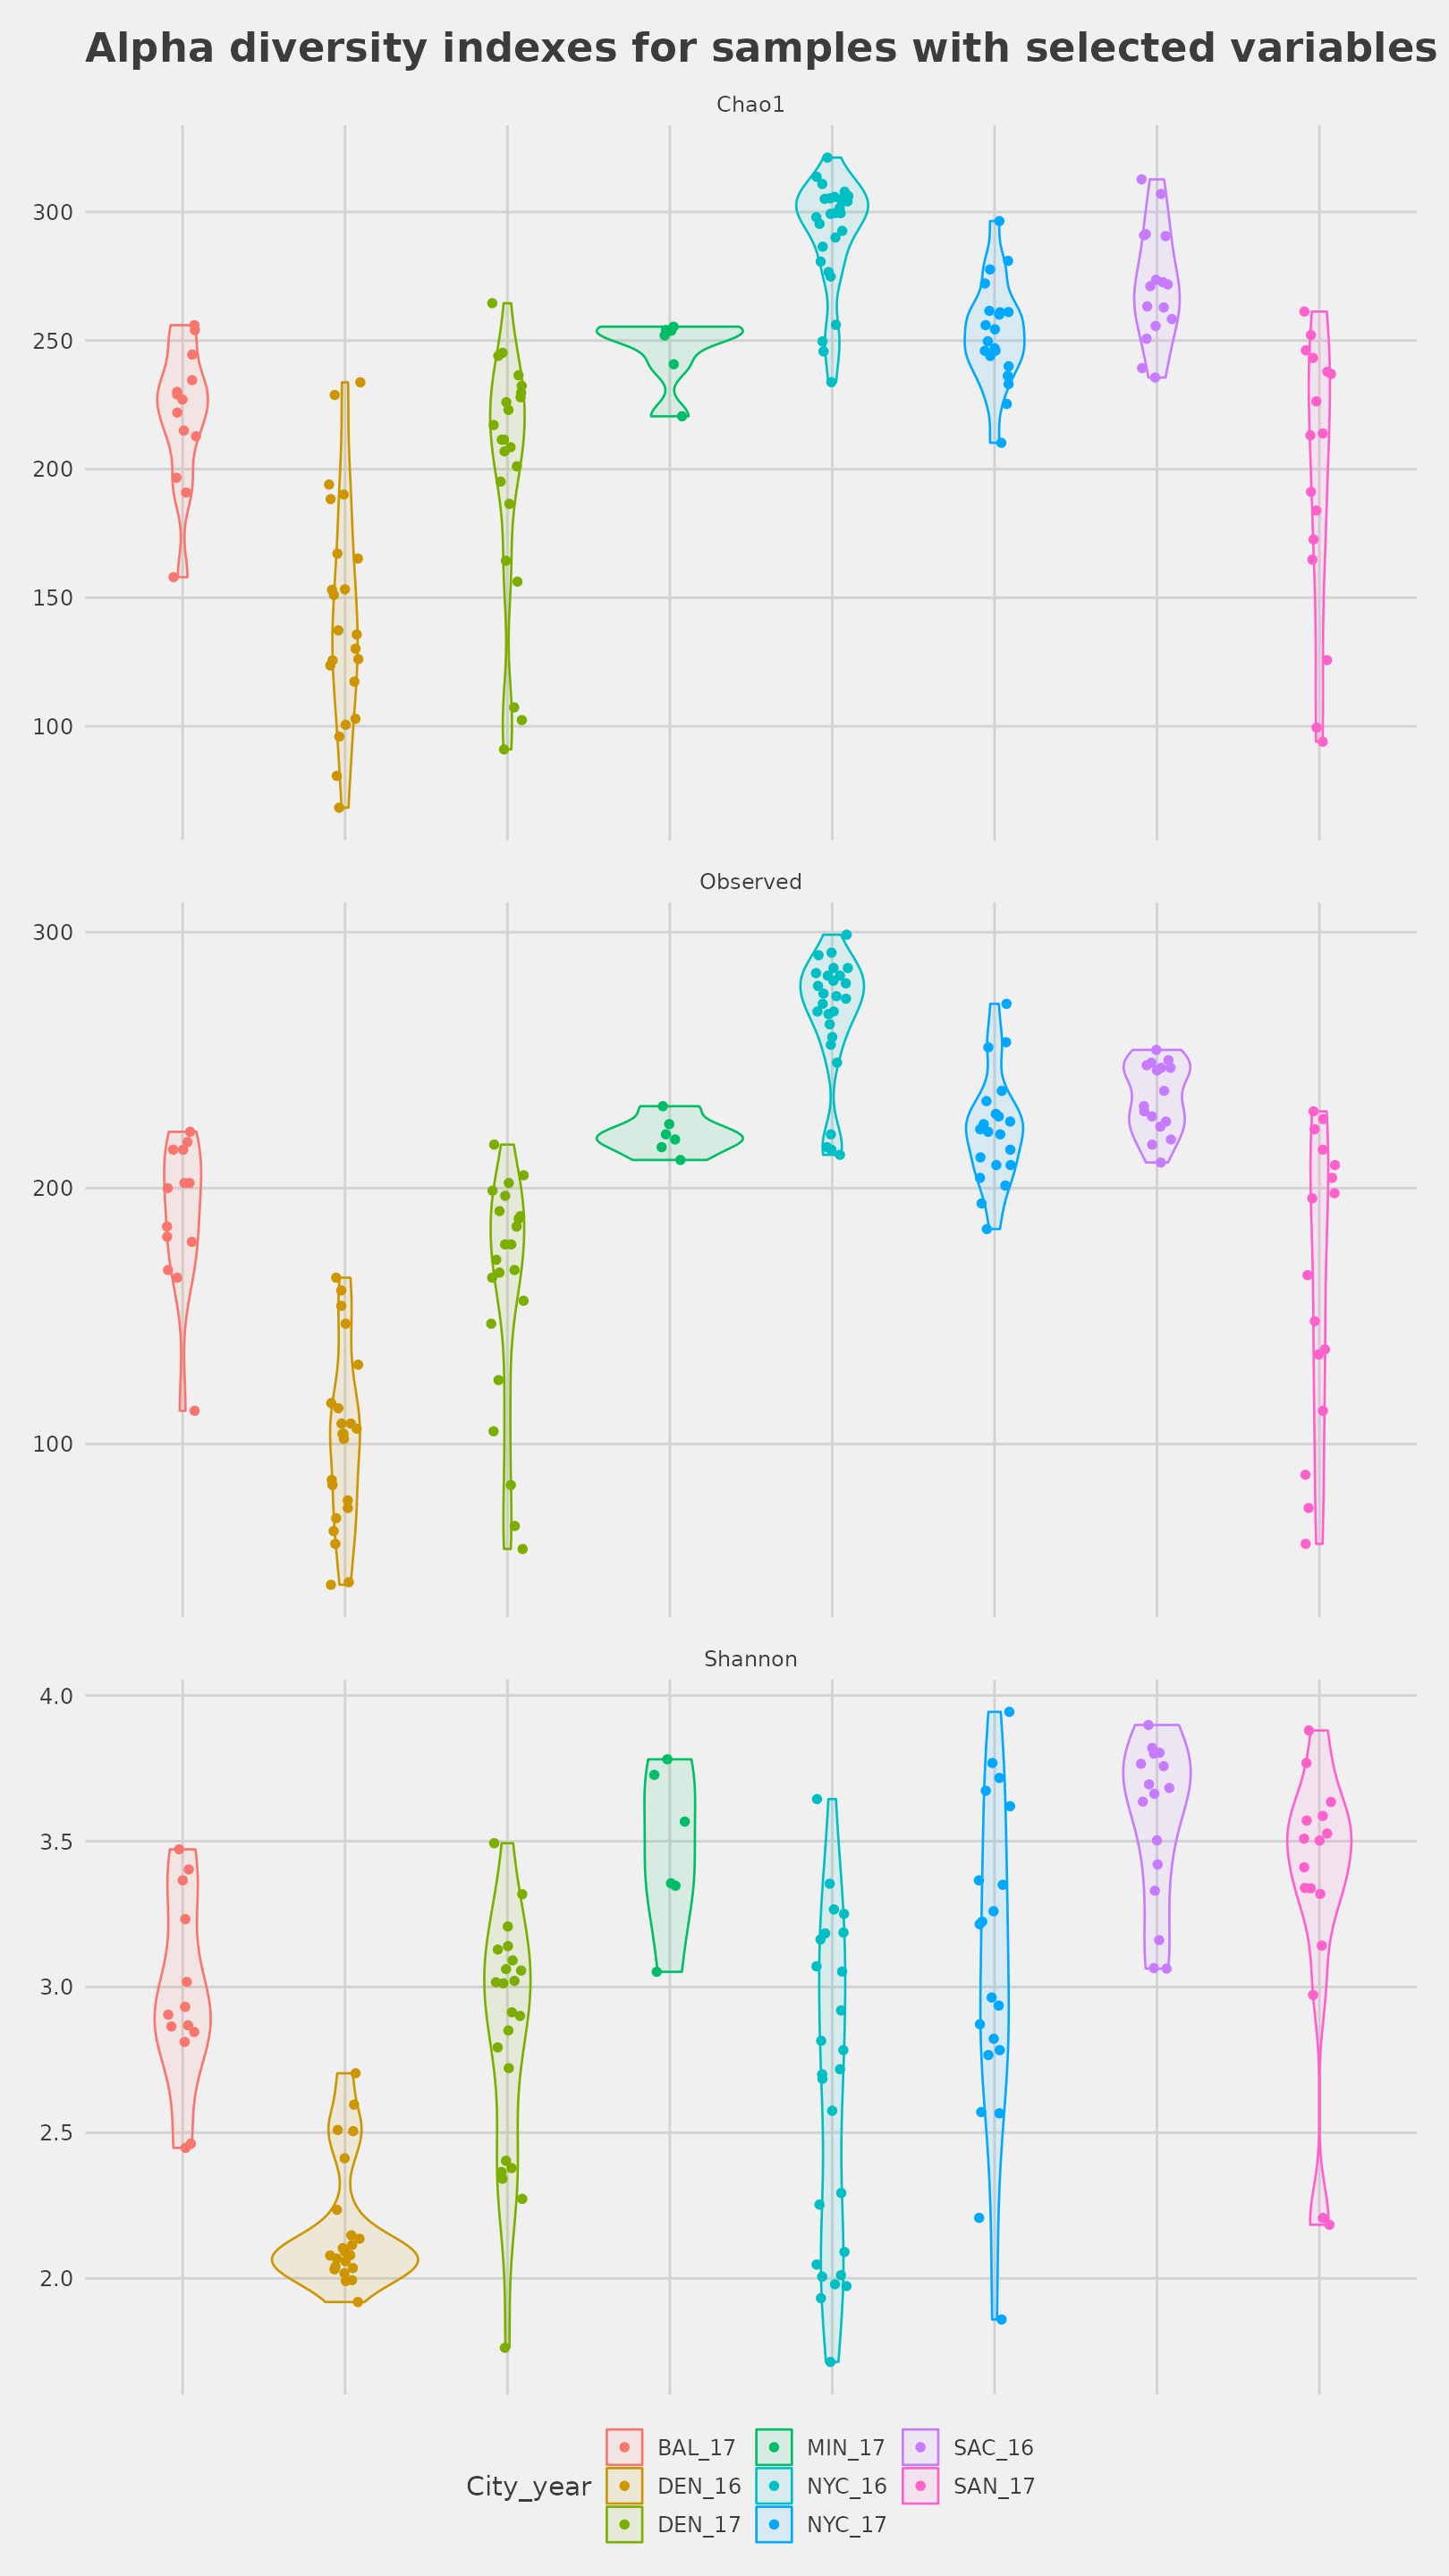 Alpha diversity indexes for samples with selected variables
Chao1
300
250
200
150
100
Observed
300
200
100
Shannon
4.0
3.5
3.0
2.5
2.0
City_year
BAL_17 MIN_17 SAC_16
DEN_16 NYC_16 SAN_17
DEN_17 NYC_17